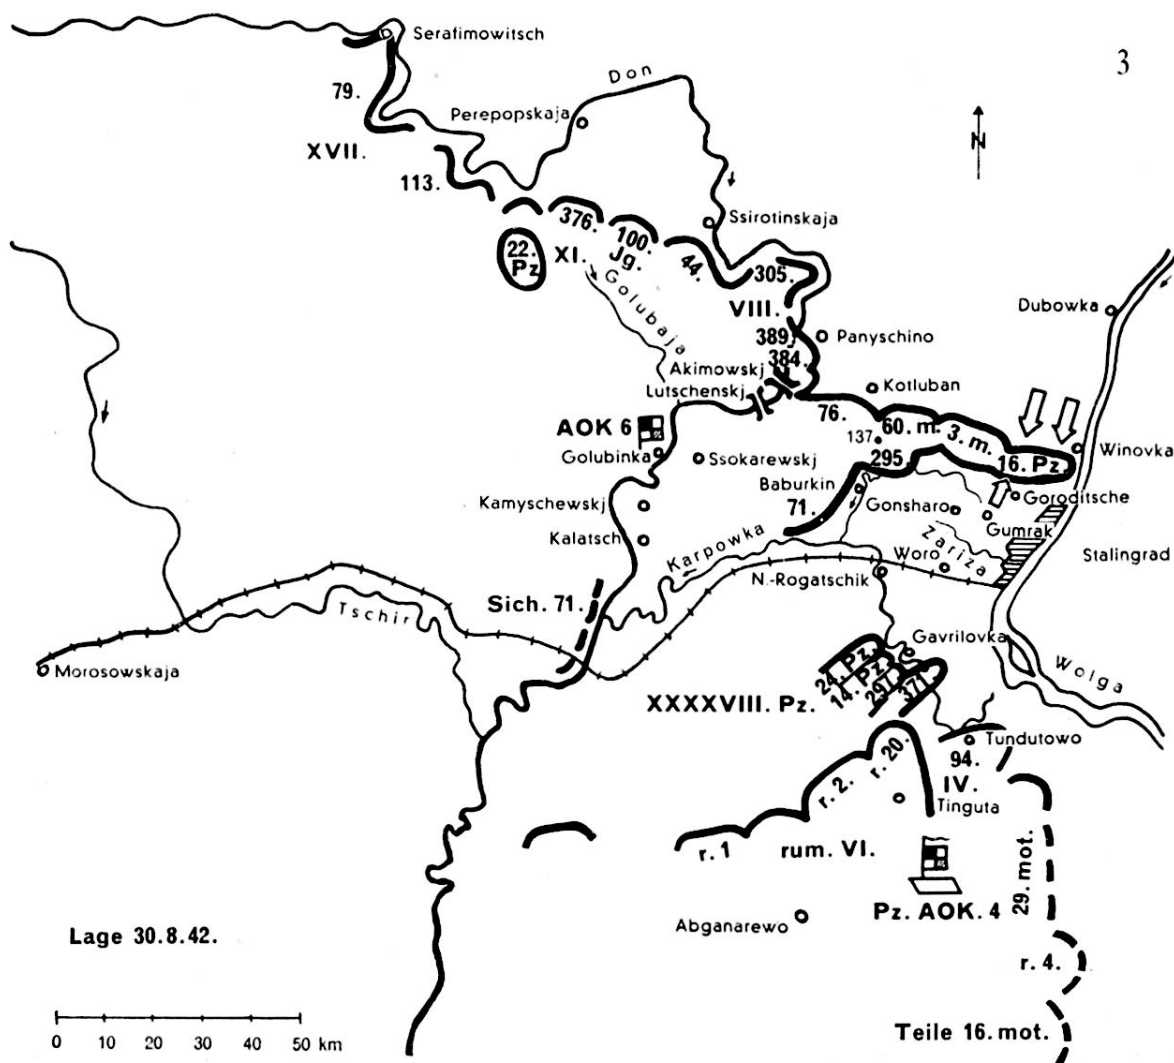 3
Serafimowitsch
Don
79.
Perepopskaja
N
XVII.
113.
376.
Ssirotinskaja
22.
Pz
XI.
100.
Jg.
44.
305.
Golubaja
VIII.
Dubowka
389.
Panyschino
384.
Akimowskj
Lutschenskj
Kotluban
76.
60. m.
3. m.
AOK 6
137
Winovka
Golubinka
Ssokarewskj
295.
16. Pz.
Baburkin
Goroditsche
Kamyschewskj
71.
Gonsharo
Gumrak
Kalatsch
Karpowka
Zariza
Stalingrad
Woro
N.-Rogatschik
Sich. 71.
Tschir
Gavrilovka
Morosowskaja
24. Pz.
14. Pz.
297.
371.
Wolga
XXXXVIII. Pz.
Tundutowo
94.
r. 20.
IV.
r. 2.
Tinguta
r. 1
rum. VI.
29. mot.
Pz. AOK. 4
Abganarewo
Lage 30.8.42.
r. 4.
0 10 20 30 40 50 km
Teile 16. mot.